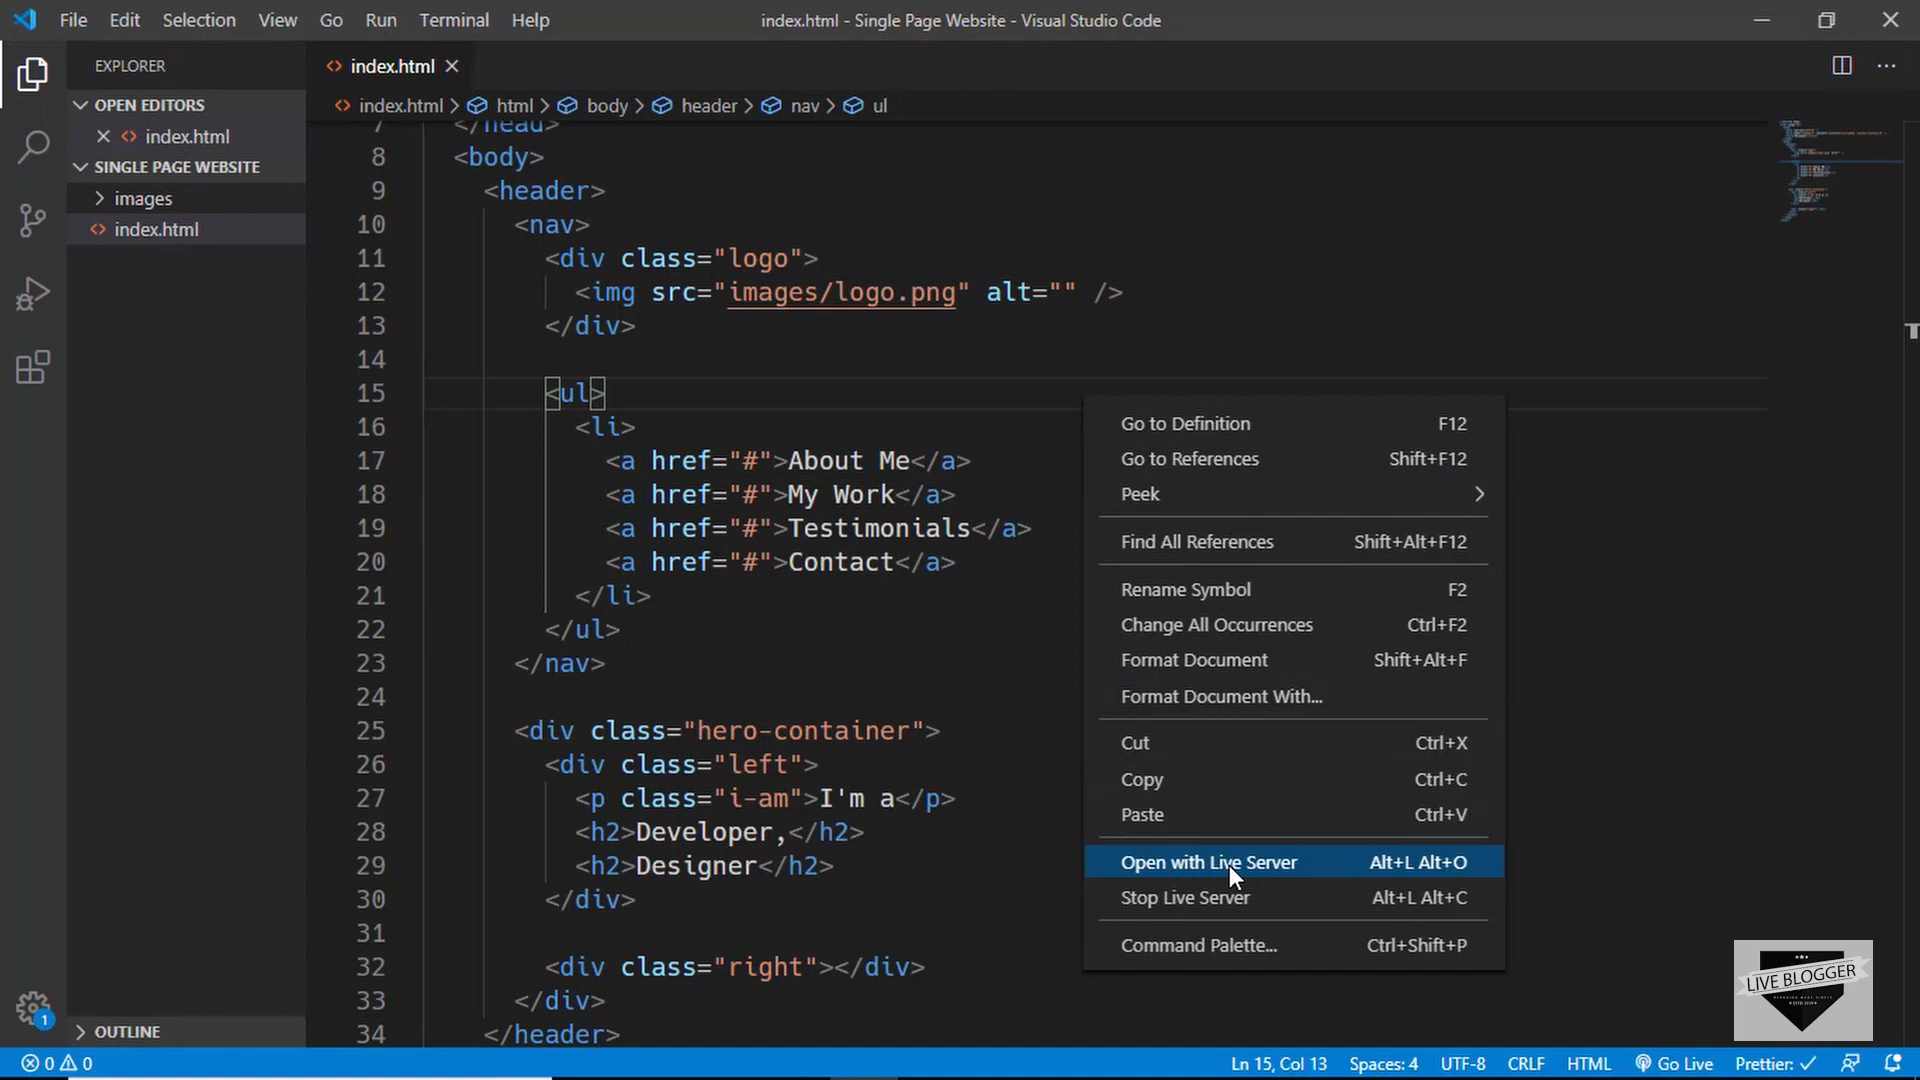 File Edit Selection View Go Run Terminal Help
index.html - Single Page Website - Visual Studio Code
EXPLORER
OPEN EDITORS
index.html
SINGLE PAGE WEBSITE
images
index.html
OUTLINE
index.html
index.html > html > body > header > nav > ul
7 </head>
8 <body>
9 <header>
10 <nav>
11 <div class="logo">
12 <img src="images/logo.png" alt="" />
13 </div>
14
15 <ul>
16 <li>
17 <a href="#">About Me</a>
18 <a href="#">My Work</a>
19 <a href="#">Testimonials</a>
20 <a href="#">Contact</a>
21 </li>
22 </ul>
23 </nav>
24
25 <div class="hero-container">
26 <div class="left">
27 <p class="i-am">I'm a</p>
28 <h2>Developer,</h2>
29 <h2>Designer</h2>
30 </div>
31
32 <div class="right"></div>
33 </div>
34 </header>
Go to Definition F12
Go to References Shift+F12
Peek
Find All References Shift+Alt+F12
Rename Symbol F2
Change All Occurrences Ctrl+F2
Format Document Shift+Alt+F
Format Document With...
Cut Ctrl+X
Copy Ctrl+C
Paste Ctrl+V
Open with Live Server Alt+L Alt+O
Stop Live Server Alt+L Alt+C
Command Palette... Ctrl+Shift+P
LIVE BLOGGER
1
0 0
Ln 15, Col 13 Spaces: 4 UTF-8 CRLF HTML Go Live Prettier: ✓